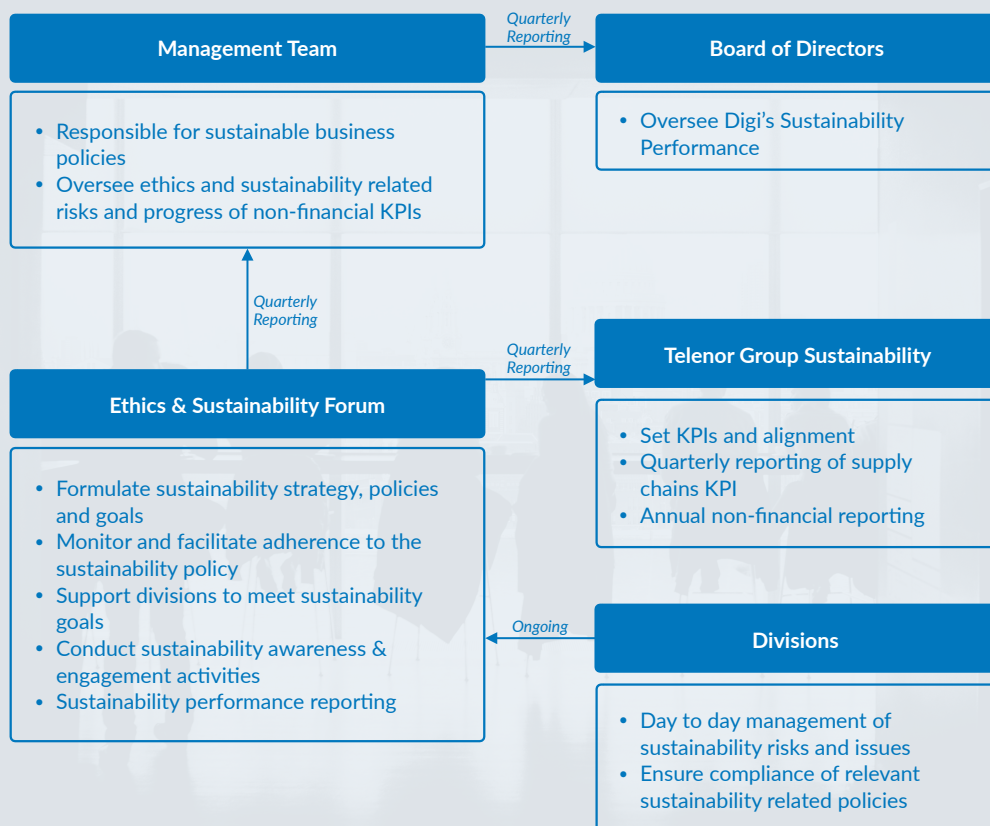 Management Team
Quarterly
Reporting
Board of Directors
• Responsible for sustainable business
policies
• Oversee ethics and sustainability related
risks and progress of non-financial KPIs
• Oversee Digi's Sustainability
Performance
Quarterly
Reporting
Ethics & Sustainability Forum
Quarterly
Reporting
Telenor Group Sustainability
• Set KPIs and alignment
• Quarterly reporting of supply
chains KPI
• Annual non-financial reporting
• Formulate sustainability strategy, policies
and goals
• Monitor and facilitate adherence to the
sustainability policy
• Support divisions to meet sustainability
goals
• Conduct sustainability awareness &
engagement activities
• Sustainability performance reporting
Ongoing
Divisions
• Day to day management of
sustainability risks and issues
• Ensure compliance of relevant
sustainability related policies